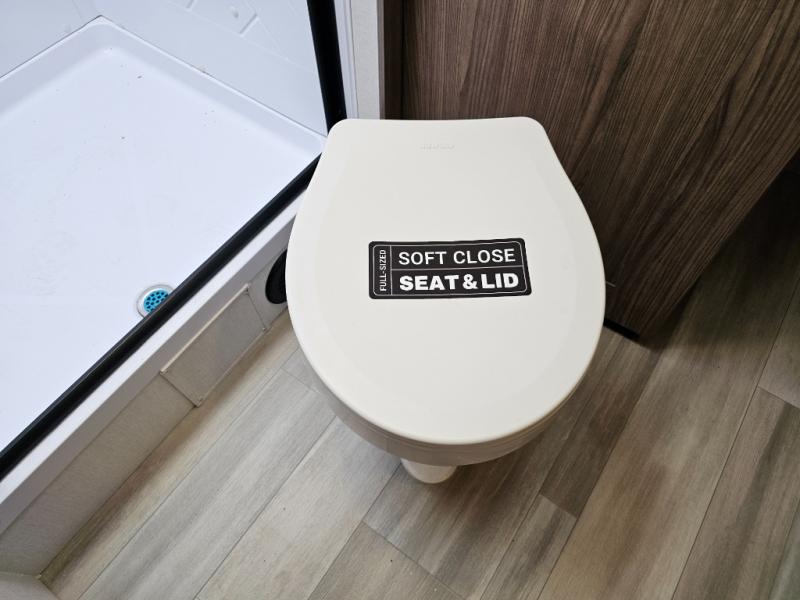 FULL-SIZED
SOFT CLOSE
SEAT & LID